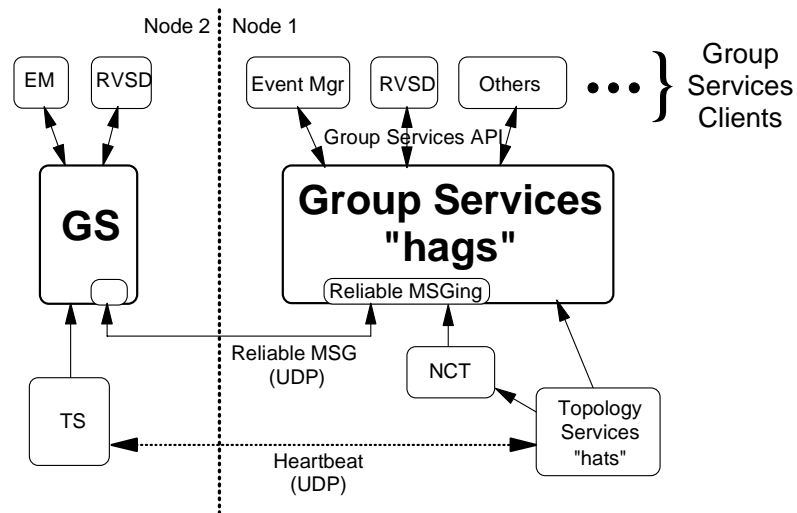 Node 2
Node 1
EM
RVSD
Event Mgr
RVSD
Others
Group
Services
Clients
Group Services API
GS
Group Services
"hags"
Reliable MSGing
Reliable MSG
(UDP)
NCT
TS
Topology
Services
"hats"
Heartbeat
(UDP)